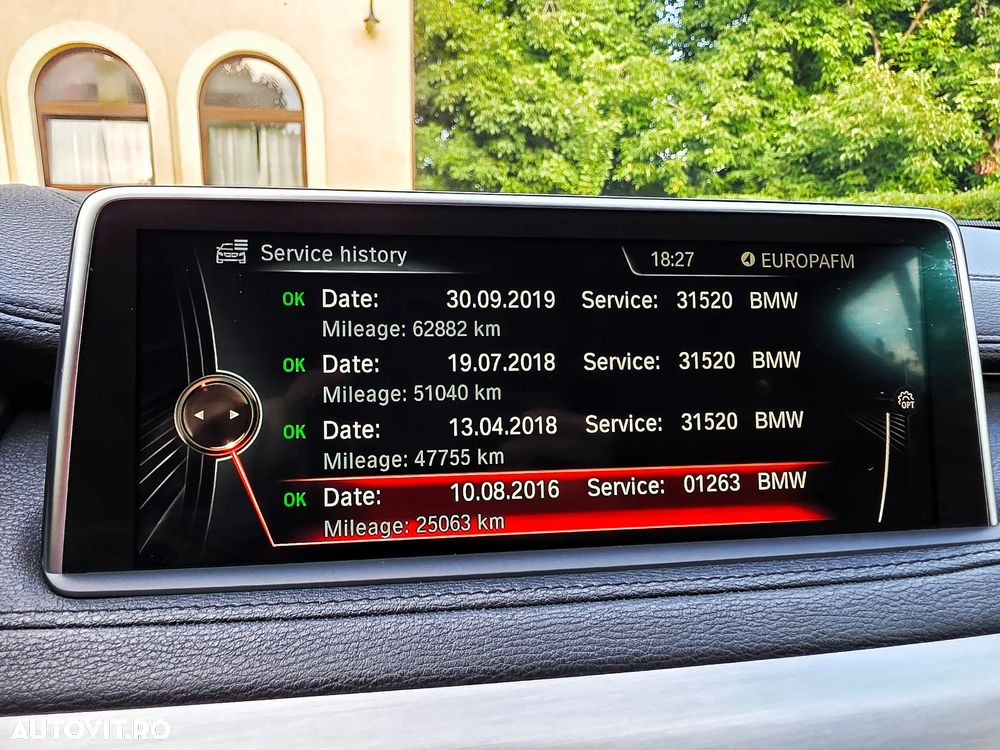 Service history 18:27 EUROPAFM
OK Date: 30.09.2019 Service: 31520 BMW
Mileage: 62882 km
OK Date: 19.07.2018 Service: 31520 BMW
Mileage: 51040 km
OK Date: 13.04.2018 Service: 31520 BMW
Mileage: 47755 km
OK Date: 10.08.2016 Service: 01263 BMW
Mileage: 25063 km
OPT
AUTOVIT.RO